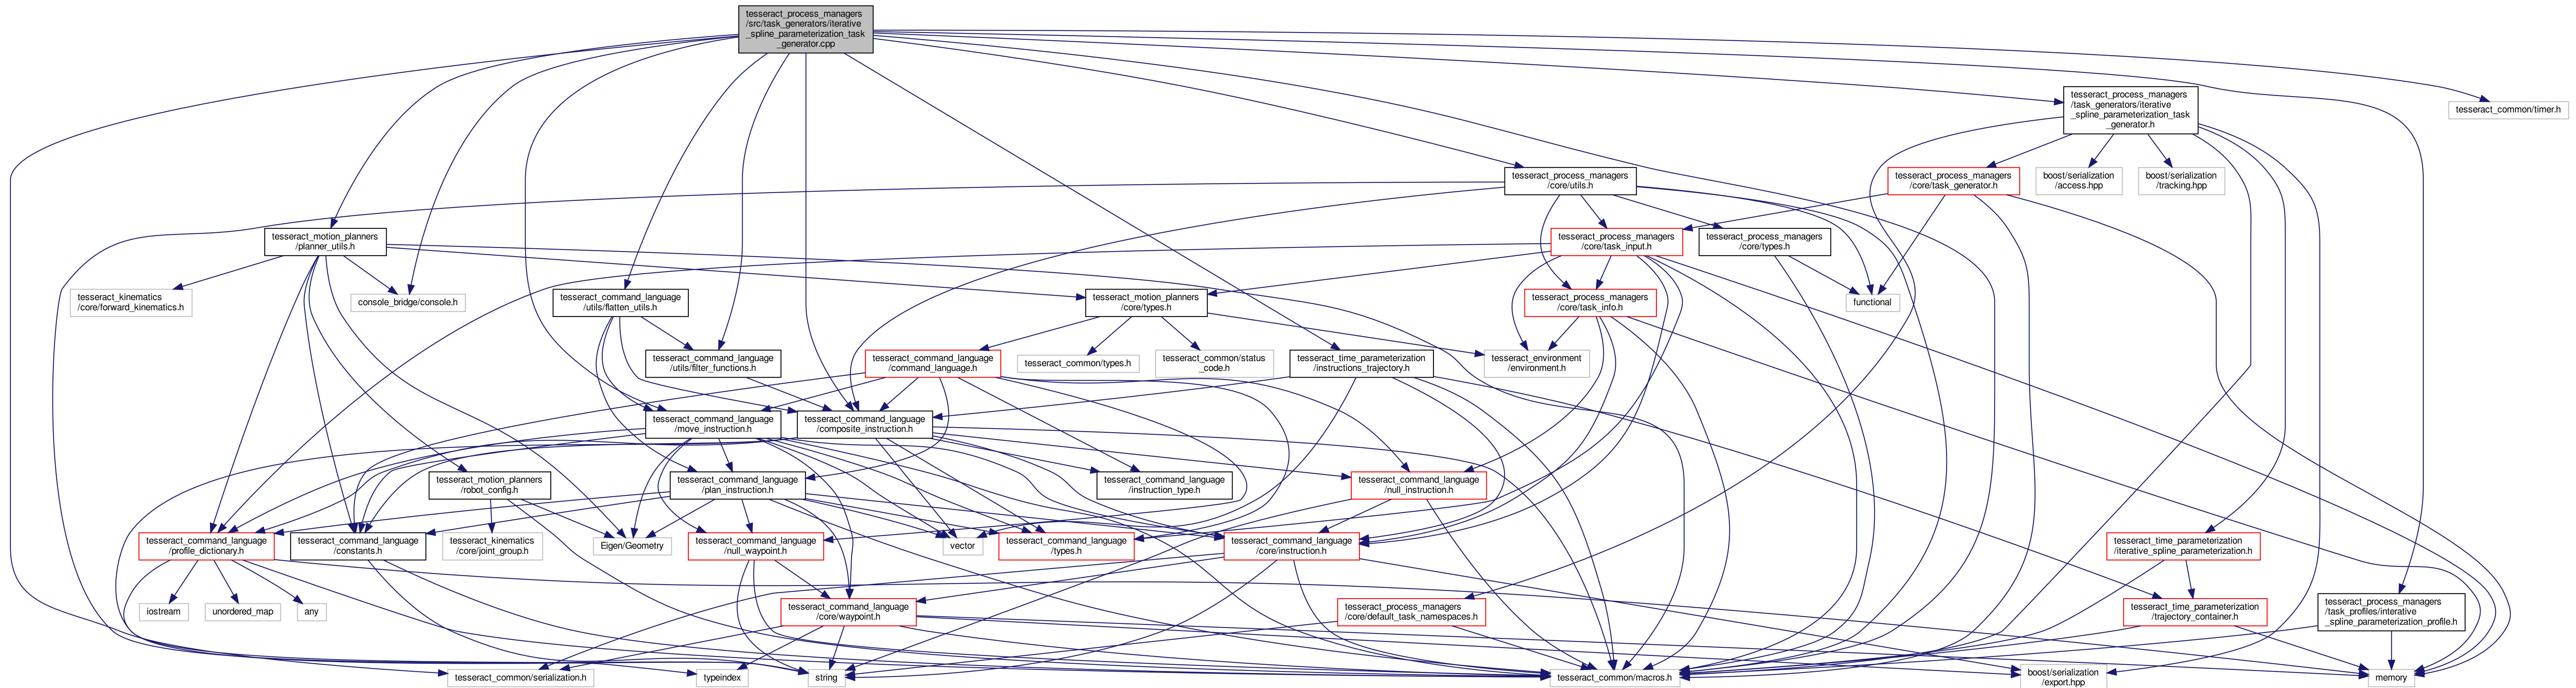 tesseract_process_managers
/src/task_generators/iterative
_spline_parameterization_task
_generator.cpp
tesseract_process_managers
/task_generators/iterative
_spline_parameterization_task
_generator.h
tesseract_common/timer.h
tesseract_process_managers
/core/utils.h
tesseract_process_managers
/core/task_generator.h
boost/serialization
/access.hpp
boost/serialization
/tracking.hpp
tesseract_motion_planners
/planner_utils.h
tesseract_process_managers
/core/task_input.h
tesseract_process_managers
/core/types.h
tesseract_kinematics
/core/forward_kinematics.h
console_bridge/console.h
tesseract_command_language
/utils/flatten_utils.h
tesseract_motion_planners
/core/types.h
tesseract_process_managers
/core/task_info.h
functional
tesseract_command_language
/utils/filter_functions.h
tesseract_command_language
/command_language.h
tesseract_common/types.h
tesseract_common/status
_code.h
tesseract_time_parameterization
/instructions_trajectory.h
tesseract_environment
/environment.h
tesseract_command_language
/move_instruction.h
tesseract_command_language
/composite_instruction.h
tesseract_motion_planners
/robot_config.h
tesseract_command_language
/plan_instruction.h
tesseract_command_language
/instruction_type.h
tesseract_command_language
/null_instruction.h
tesseract_command_language
/profile_dictionary.h
tesseract_command_language
/constants.h
tesseract_kinematics
/core/joint_group.h
Eigen/Geometry
tesseract_command_language
/null_waypoint.h
vector
tesseract_command_language
/types.h
tesseract_command_language
/core/instruction.h
tesseract_time_parameterization
/iterative_spline_parameterization.h
iostream
unordered_map
any
tesseract_command_language
/core/waypoint.h
tesseract_process_managers
/core/default_task_namespaces.h
tesseract_time_parameterization
/trajectory_container.h
tesseract_process_managers
/task_profiles/iterative
_spline_parameterization_profile.h
tesseract_common/serialization.h
typeindex
string
tesseract_common/macros.h
boost/serialization
/export.hpp
memory